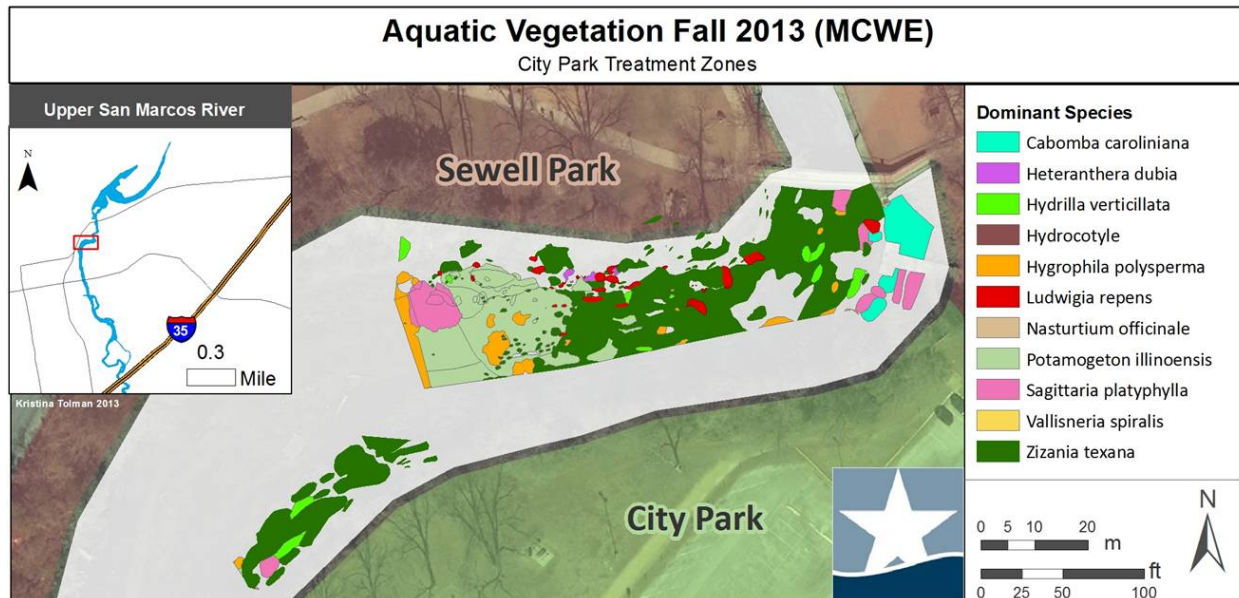 Aquatic Vegetation Fall 2013 (MCWE)
City Park Treatment Zones
Upper San Marcos River
N
35
0.3
Mile
Kristina Tolman 2013
Sewell Park
City Park
Dominant Species
Cabomba caroliniana
Heteranthera dubia
Hydrilla verticillata
Hydrocotyle
Hygrophila polysperma
Ludwigia repens
Nasturtium officinale
Potamogeton illinoensis
Sagittaria platyphylla
Vallisneria spiralis
Zizania texana
0 5 10 20
m
ft
0 25 50 100
N